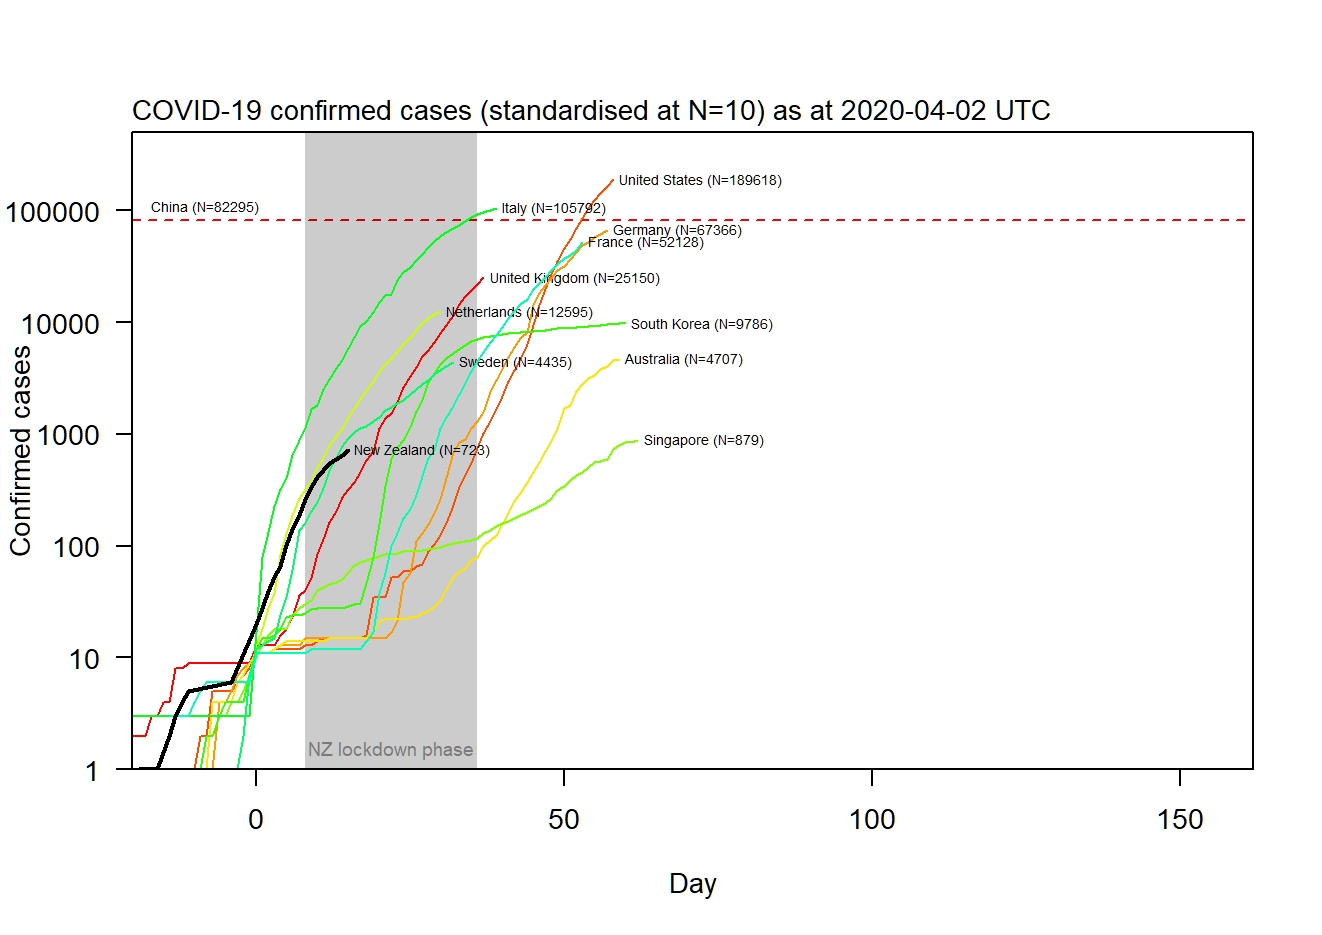 COVID-19 confirmed cases (standardised at N=10) as at 2020-04-02 UTC
United States (N=189618)
China (N=82295)
Italy (N=105792)
Germany (N=67366)
France (N=52128)
United Kingdom (N=25150)
Netherlands (N=12595)
South Korea (N=9786)
Australia (N=4707)
Sweden (N=4435)
Singapore (N=879)
New Zealand (N=723)
NZ lockdown phase
Confirmed cases
100000
10000
1000
100
10
1
0 50 100 150
Day